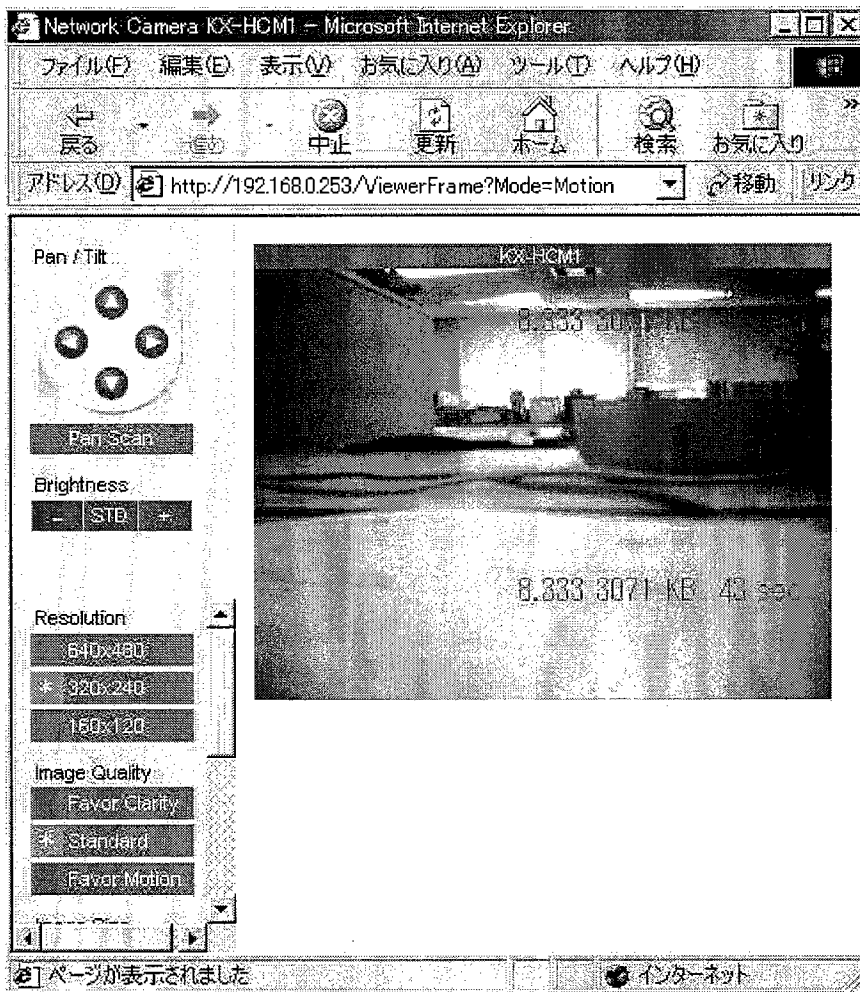 Network Camera KX-HCM1 - Microsoft Internet Explorer
ファイル(F) 編集(E) 表示(V) お気に入り(A) ツール(T) ヘルプ(H)
戻る 中止 更新 ホーム 検索 お気に入り »
アドレス(D) http://192.168.0.253/ViewerFrame?Mode=Motion 移動 リンク
Pan / Tilt
Pan Scan
Brightness
- STD +
Resolution
640x480
* 320x240
160x120
Image Quality
Favor Clarity
* Standard
Favor Motion
KX-HCM1
8.333
8.333 3071 KB 43 sec
ページが表示されました
インターネット